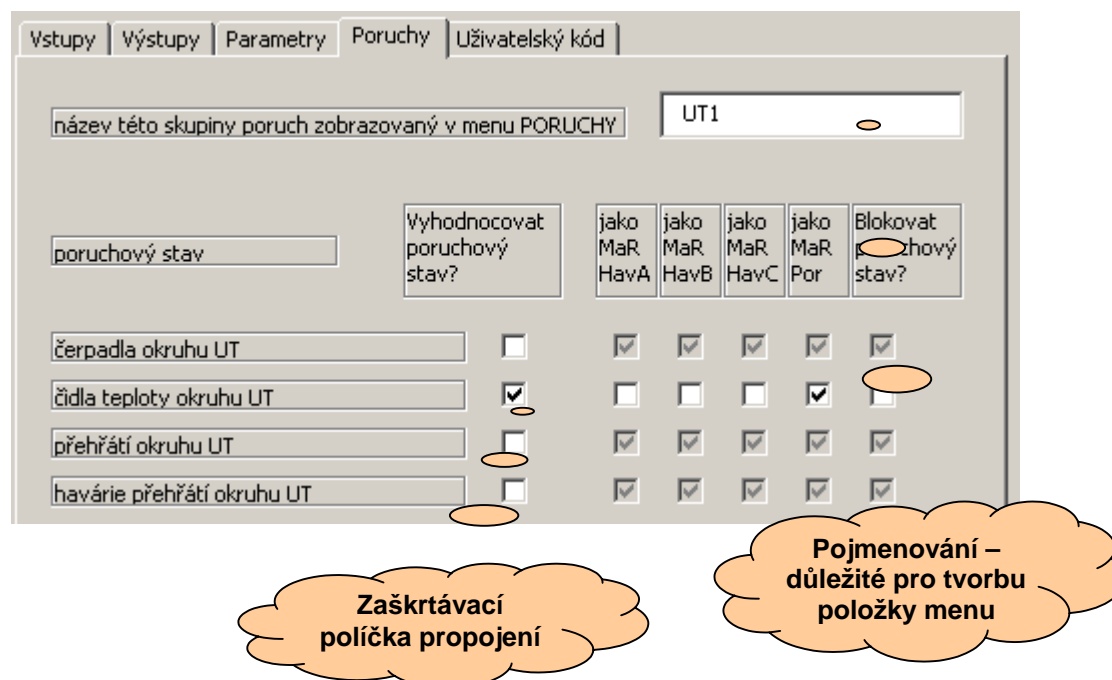 Vstupy Výstupy Parametry Poruchy Uživatelský kód
název této skupiny poruch zobrazovaný v menu PORUCHY UT1
poruchový stav
Vyhodnocovat
poruchový
stav?
jako
MaR
HavA
jako
MaR
HavB
jako
MaR
HavC
jako
MaR
Por
Blokovat
stav?
čerpadla okruhu UT
čidla teploty okruhu UT
přehřátí okruhu UT
havárie přehřátí okruhu UT
Zaškrtávací
políčka propojení
Pojmenování –
důležité pro tvorbu
položky menu